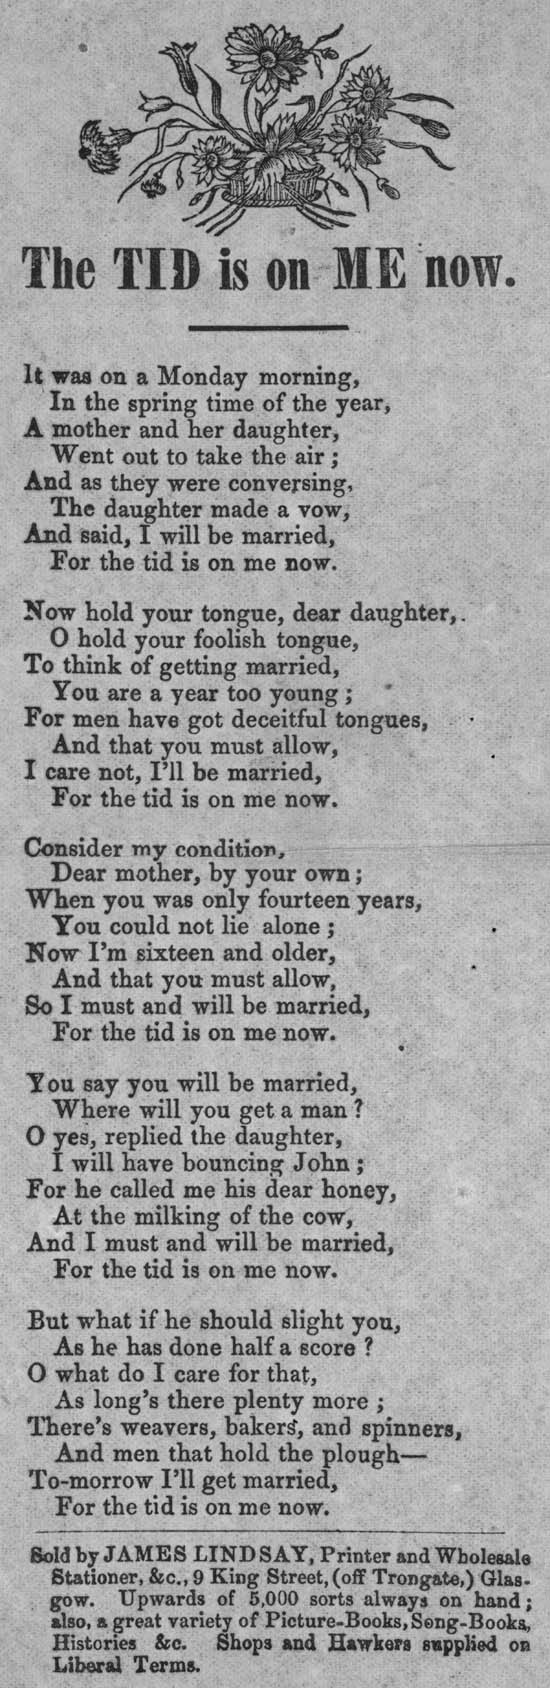 The TID is on ME now.
It was on a Monday morning,
In the spring time of the year,
A mother and her daughter,
Went out to take the air ;
And as they were conversing,
The daughter made a vow,
And said, I will be married,
For the tid is on me now.
Now hold your tongue, dear daughter,.
O hold your foolish tongue,
To think of getting married,
You are a year too young ;
For men have got deceitful tongues,
And that you must allow,
I care not, I'll be married,
For the tid is on me now.
Consider my condition,
Dear mother, by your own ;
When you was only fourteen years,
You could not lie alone ;
Now I'm sixteen and older,
And that you must allow,
So I must and will be married,
For the tid is on me now.
You say you will be married,
Where will you get a man ?
O yes, replied the daughter,
I will have bouncing John ;
For he called me his dear honey,
At the milking of the cow,
And I must and will be married,
For the tid is on me now.
But what if he should slight you,
As he has done half a score ?
O what do I care for that,
As long's there plenty more ;
There's weavers, bakers, and spinners,
And men that hold the plough—
To-morrow I'll get married,
For the tid is on me now.
Sold by JAMES LINDSAY, Printer and Wholesale
Stationer, &c., 9 King Street, (off Trongate,) Glas-
gow. Upwards of 5,000 sorts always on hand ;
also, a great variety of Picture-Books, Song-Books,
Histories &c. Shops and Hawkers supplied on
Liberal Terms.